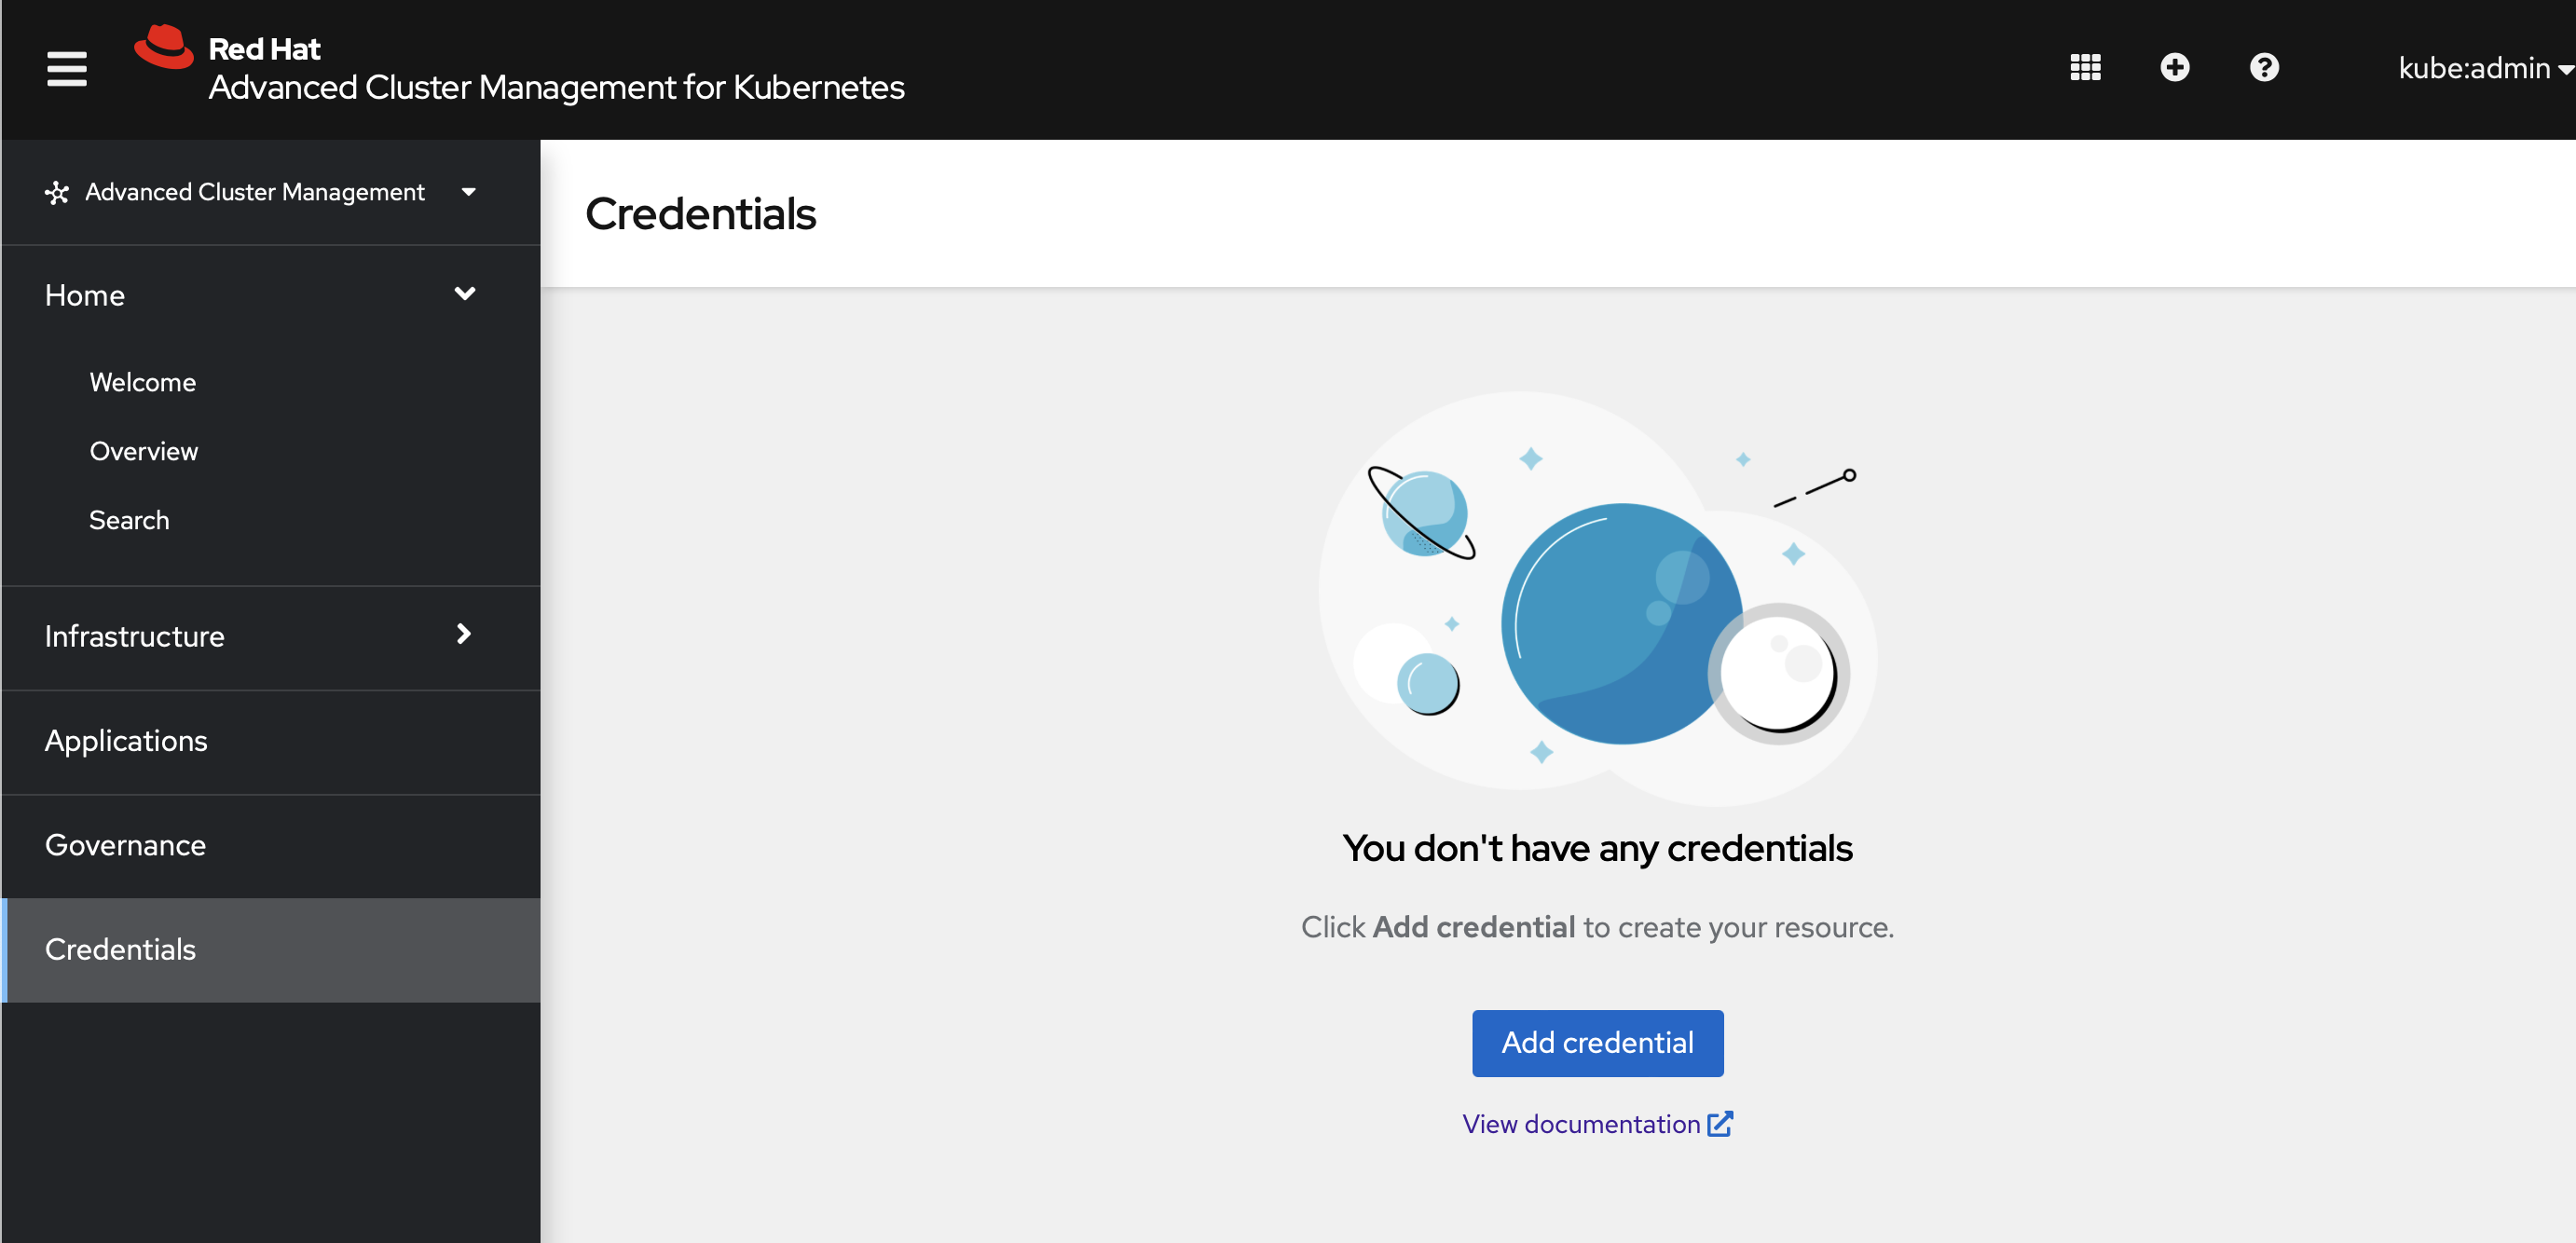 Red Hat
Advanced Cluster Management for Kubernetes
kube:admin
Advanced Cluster Management
Home
Welcome
Overview
Search
Infrastructure
Applications
Governance
Credentials
Credentials
You don't have any credentials
Click Add credential to create your resource.
Add credential
View documentation